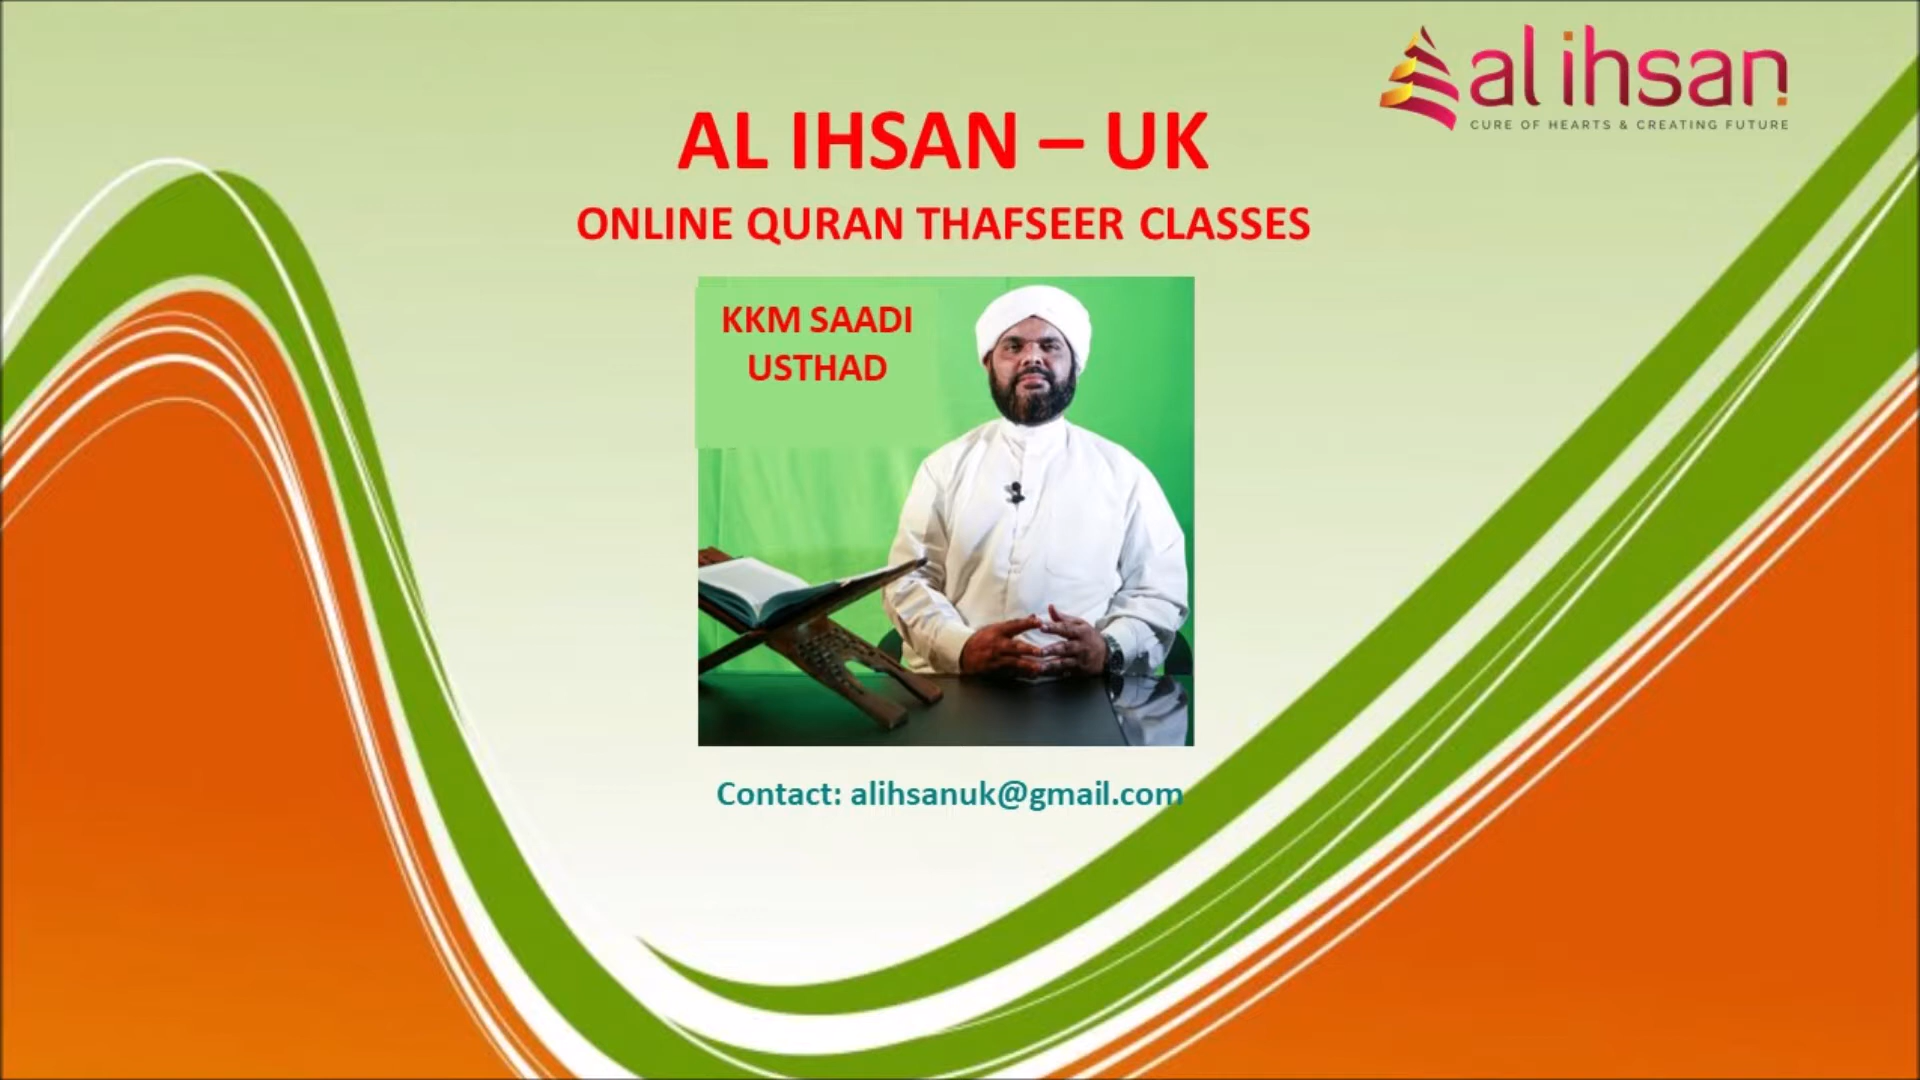 al ihsan
CURE OF HEARTS & CREATING FUTURE
AL IHSAN – UK
ONLINE QURAN THAFSEER CLASSES
KKM SAADI
USTHAD
Contact: alihsanuk@gmail.com